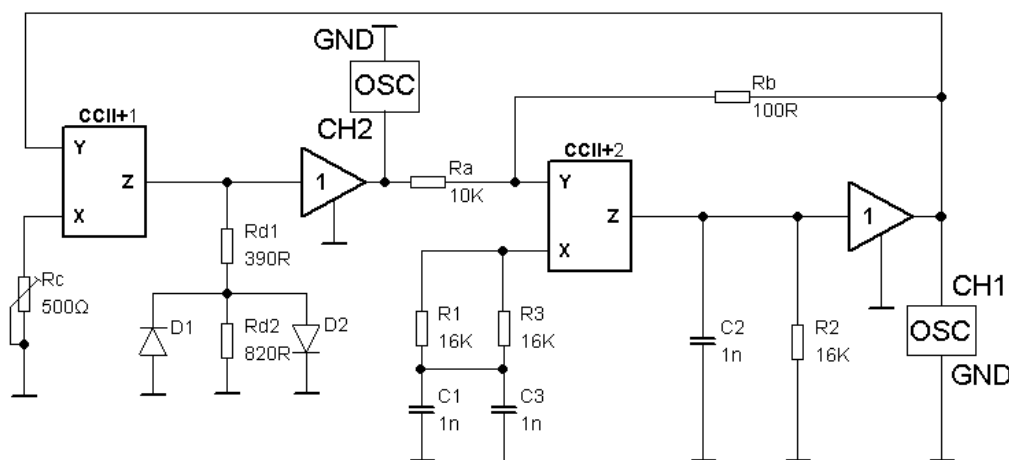 GND
OSC
CH2
CCII+1
Y
Z
X
1
Rb
100R
Ra
10K
CCII+2
Y
Z
X
1
Rc
500Ω
Rd1
390R
D1
Rd2
820R
D2
R1
16K
R3
16K
C1
1n
C3
1n
C2
1n
R2
16K
CH1
OSC
GND